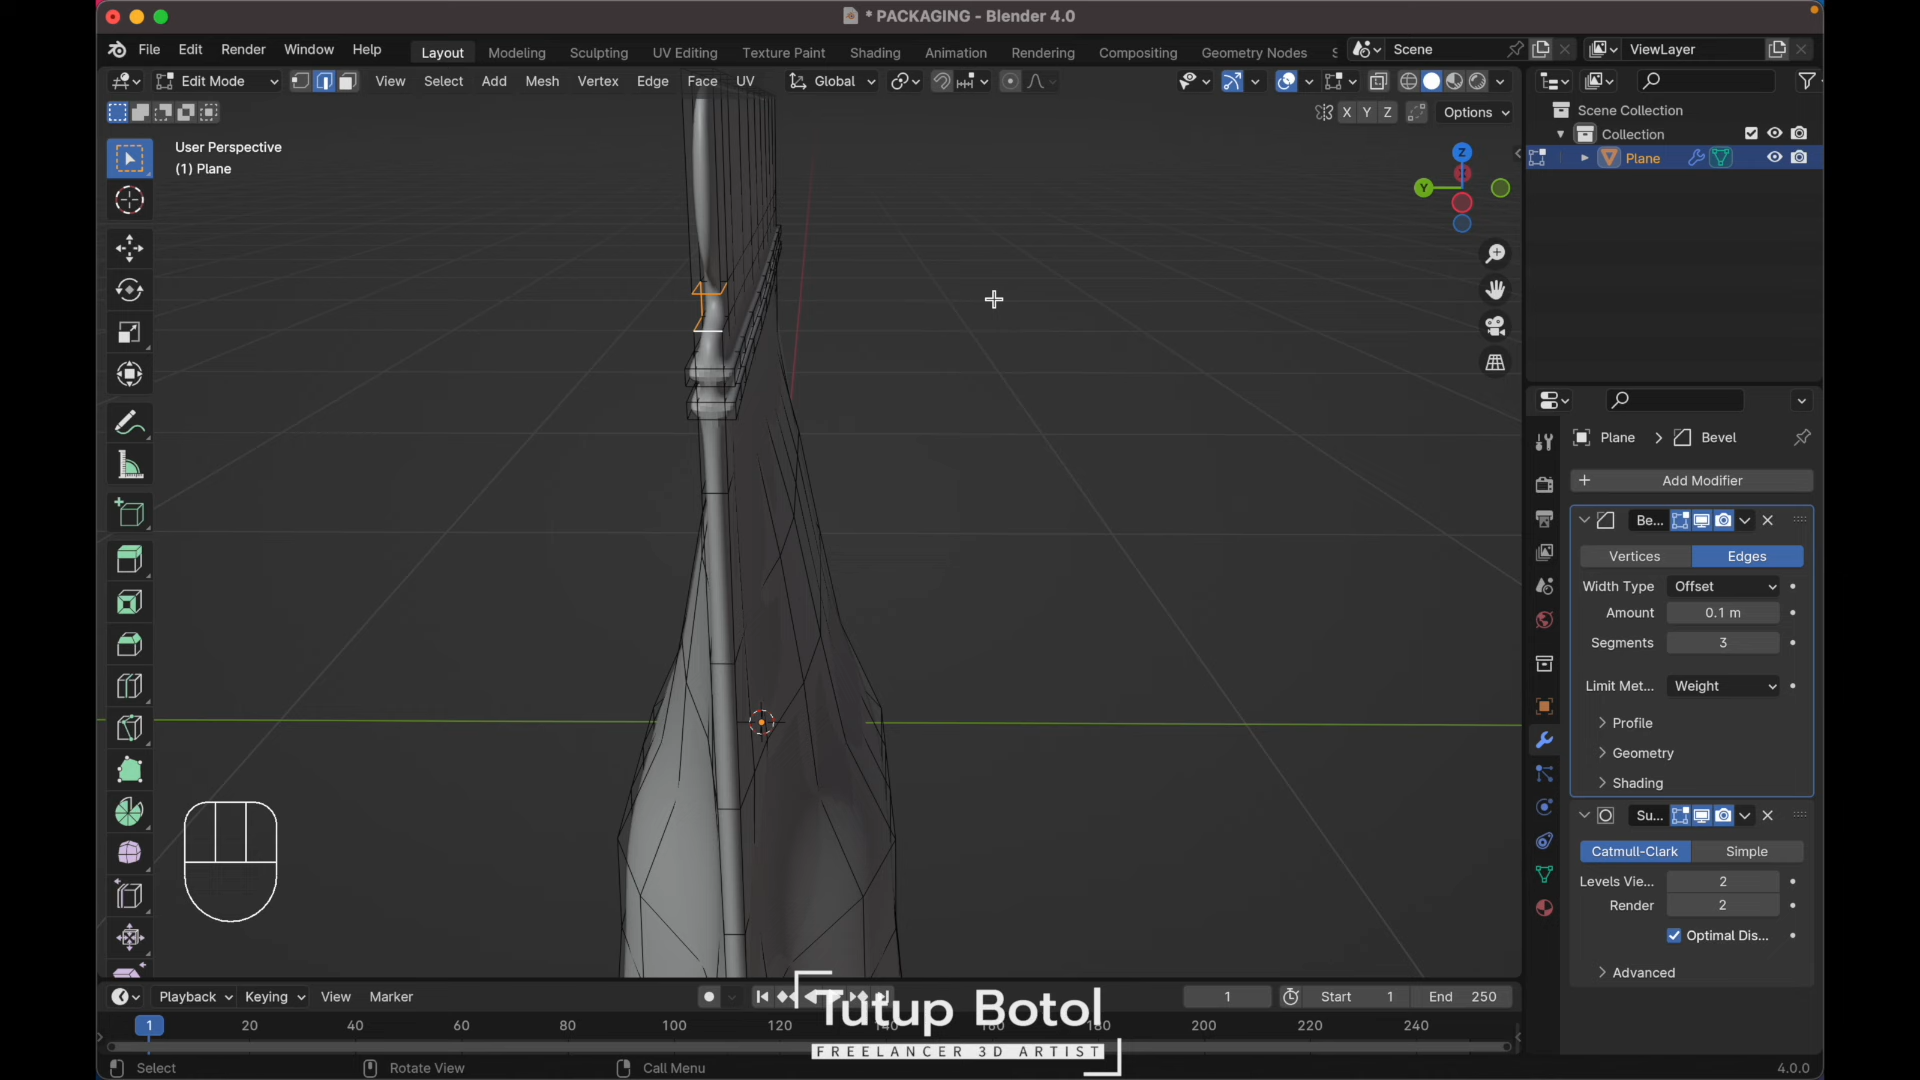 * PACKAGING - Blender 4.0
File Edit Render Window Help Layout Modeling Sculpting UV Editing Texture Paint Shading Animation Rendering Compositing Geometry Nodes S Scene ViewLayer
Edit Mode View Select Add Mesh Vertex Edge Face UV Global
X Y Z Options
Scene Collection
Collection
Plane
User Perspective
(1) Plane
Z
Y
Plane > Bevel
+ Add Modifier
Be...
Vertices Edges
Width Type Offset
Amount 0.1 m
Segments 3
Limit Met... Weight
Profile
Geometry
Shading
Su...
Catmull-Clark Simple
Levels Vie... 2
Render 2
Optimal Dis...
Advanced
Playback Keying View Marker 1 Start 1 End 250
1 20 40 60 80 100 120 140 160 180 200 220 240
Tutup Botol
FREELANCER 3D ARTIST
Select Rotate View Call Menu 4.0.0